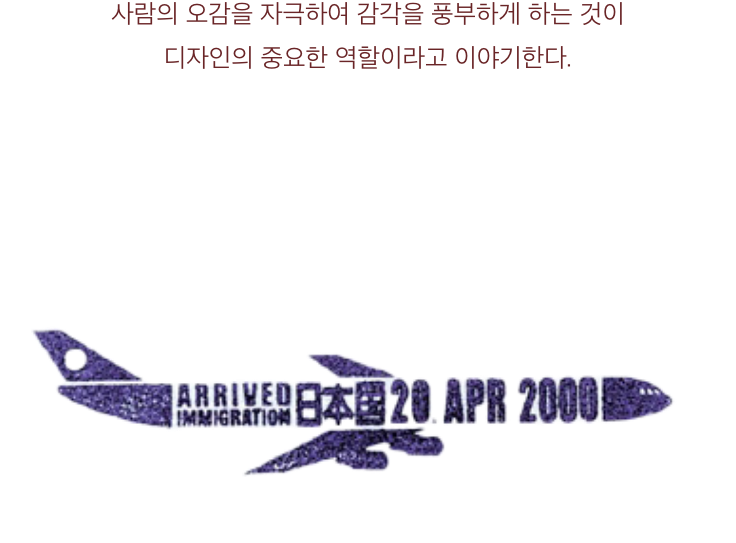 사람의 오감을 자극하여 감각을 풍부하게 하는 것이
디자인의 중요한 역할이라고 이야기한다.
ARRIVED
IMMIGRATION
日本国
20. APR 2000